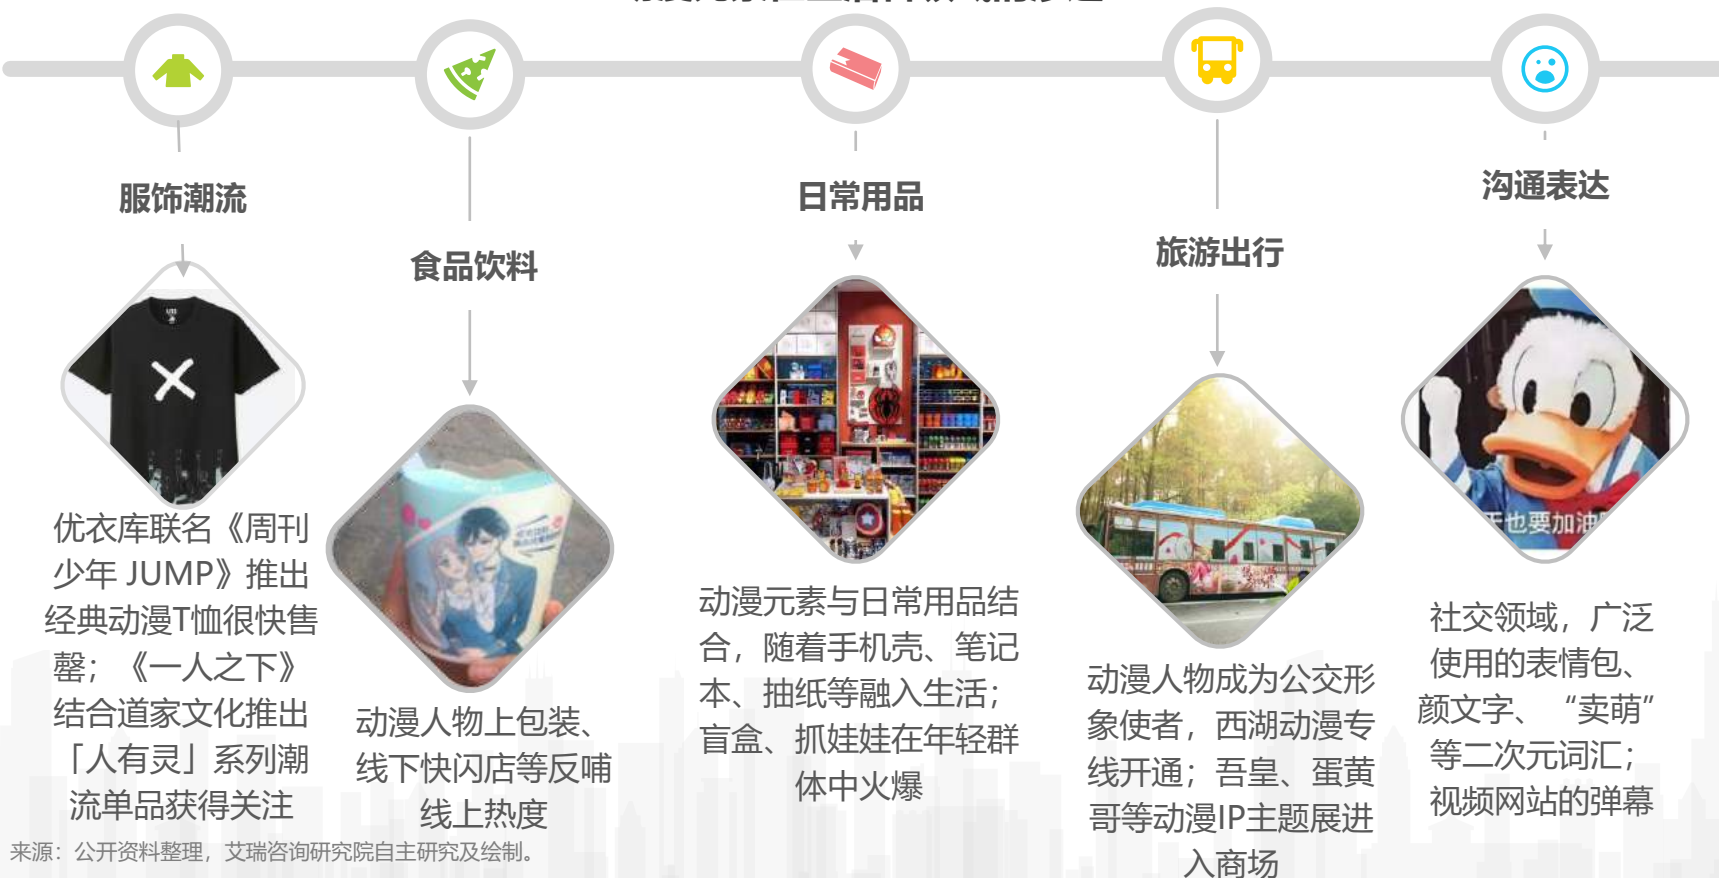 服饰潮流
优衣库联名《周刊
少年 JUMP》推出
经典动漫T恤很快售
罄；《一人之下》
结合道家文化推出
「人有灵」系列潮
流单品获得关注
食品饮料
动漫人物上包装、
线下快闪店等反哺
线上热度
日常用品
动漫元素与日常用品结
合，随着手机壳、笔记
本、抽纸等融入生活；
盲盒、抓娃娃在年轻群
体中火爆
旅游出行
动漫人物成为公交形
象使者，西湖动漫专
线开通；吾皇、蛋黄
哥等动漫IP主题展进
入商场
沟通表达
也要加油
社交领域，广泛
使用的表情包、
颜文字、“卖萌”
等二次元词汇；
视频网站的弹幕
来源：公开资料整理，艾瑞咨询研究院自主研究及绘制。